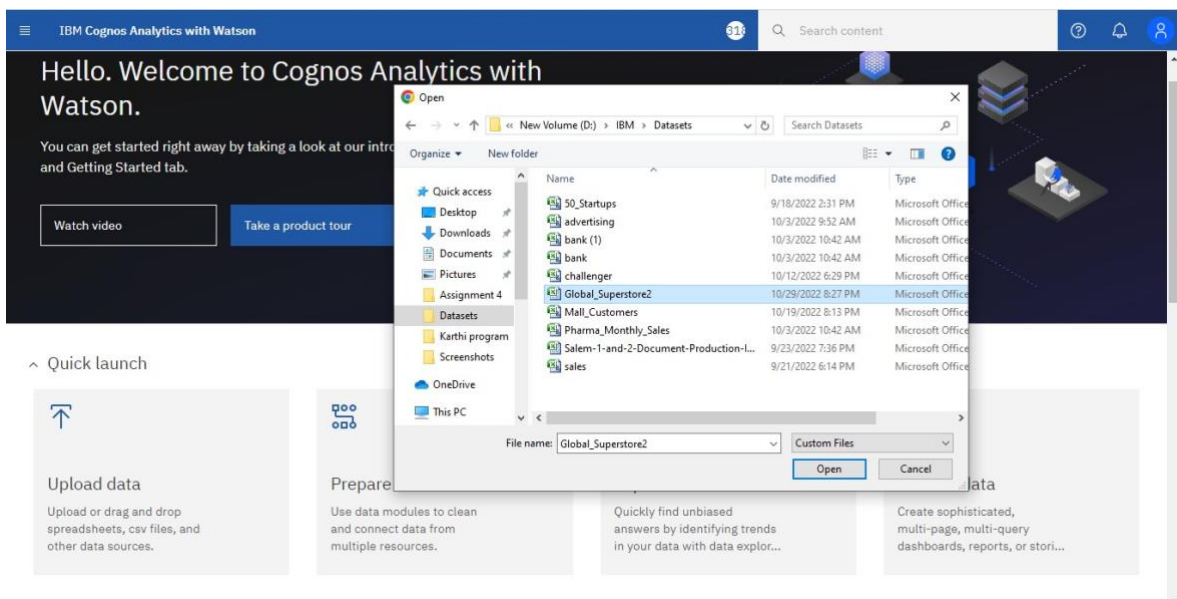 IBM Cognos Analytics with Watson
Search content
Hello. Welcome to Cognos Analytics with
Watson.
You can get started right away by taking a look at our intro
and Getting Started tab.
Watch video
Take a product tour
Open
« New Volume (D:) › IBM › Datasets
Search Datasets
Organize
New folder
Quick access
Desktop
Downloads
Documents
Pictures
Assignment 4
Datasets
Karthi program
Screenshots
OneDrive
This PC
Name Date modified Type
50_Startups 9/18/2022 2:31 PM Microsoft Office
advertising 10/3/2022 9:52 AM Microsoft Office
bank (1) 10/3/2022 10:42 AM Microsoft Office
bank 10/3/2022 10:42 AM Microsoft Office
challenger 10/12/2022 6:29 PM Microsoft Office
Global_Superstore2 10/29/2022 8:27 PM Microsoft Office
Mall_Customers 10/19/2022 8:13 PM Microsoft Office
Pharma_Monthly_Sales 10/3/2022 10:42 AM Microsoft Office
Salem-1-and-2-Document-Production-I... 9/23/2022 7:36 PM Microsoft Office
sales 9/21/2022 6:14 PM Microsoft Office
File name: Global_Superstore2
Custom Files
Open
Cancel
Quick launch
Upload data
Upload or drag and drop
spreadsheets, csv files, and
other data sources.
Prepare
Use data modules to clean
and connect data from
multiple resources.
Quickly find unbiased
answers by identifying trends
in your data with data explor...
data
Create sophisticated,
multi-page, multi-query
dashboards, reports, or stori...